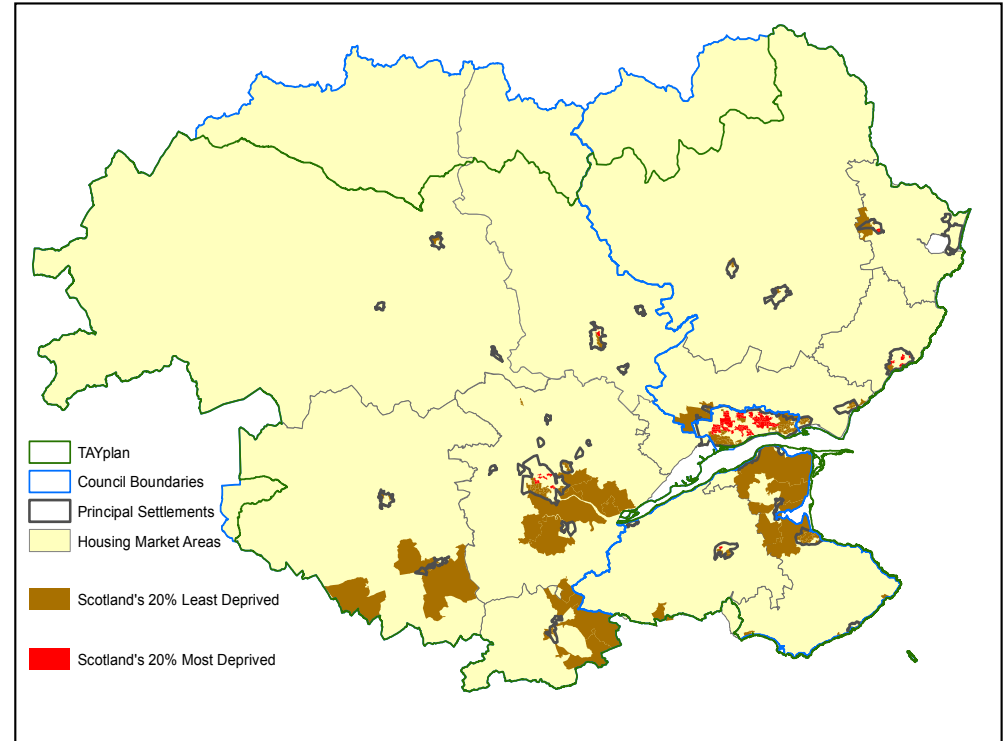 TAYplan
Council Boundaries
Principal Settlements
Housing Market Areas
Scotland's 20% Least Deprived
Scotland's 20% Most Deprived